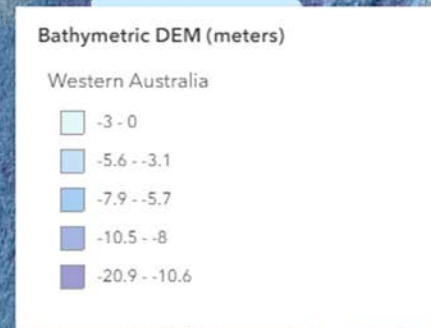 Bathymetric DEM (meters)
Western Australia
-3 - 0
-5.6 - -3.1
-7.9 - -5.7
-10.5 - -8
-20.9 - -10.6